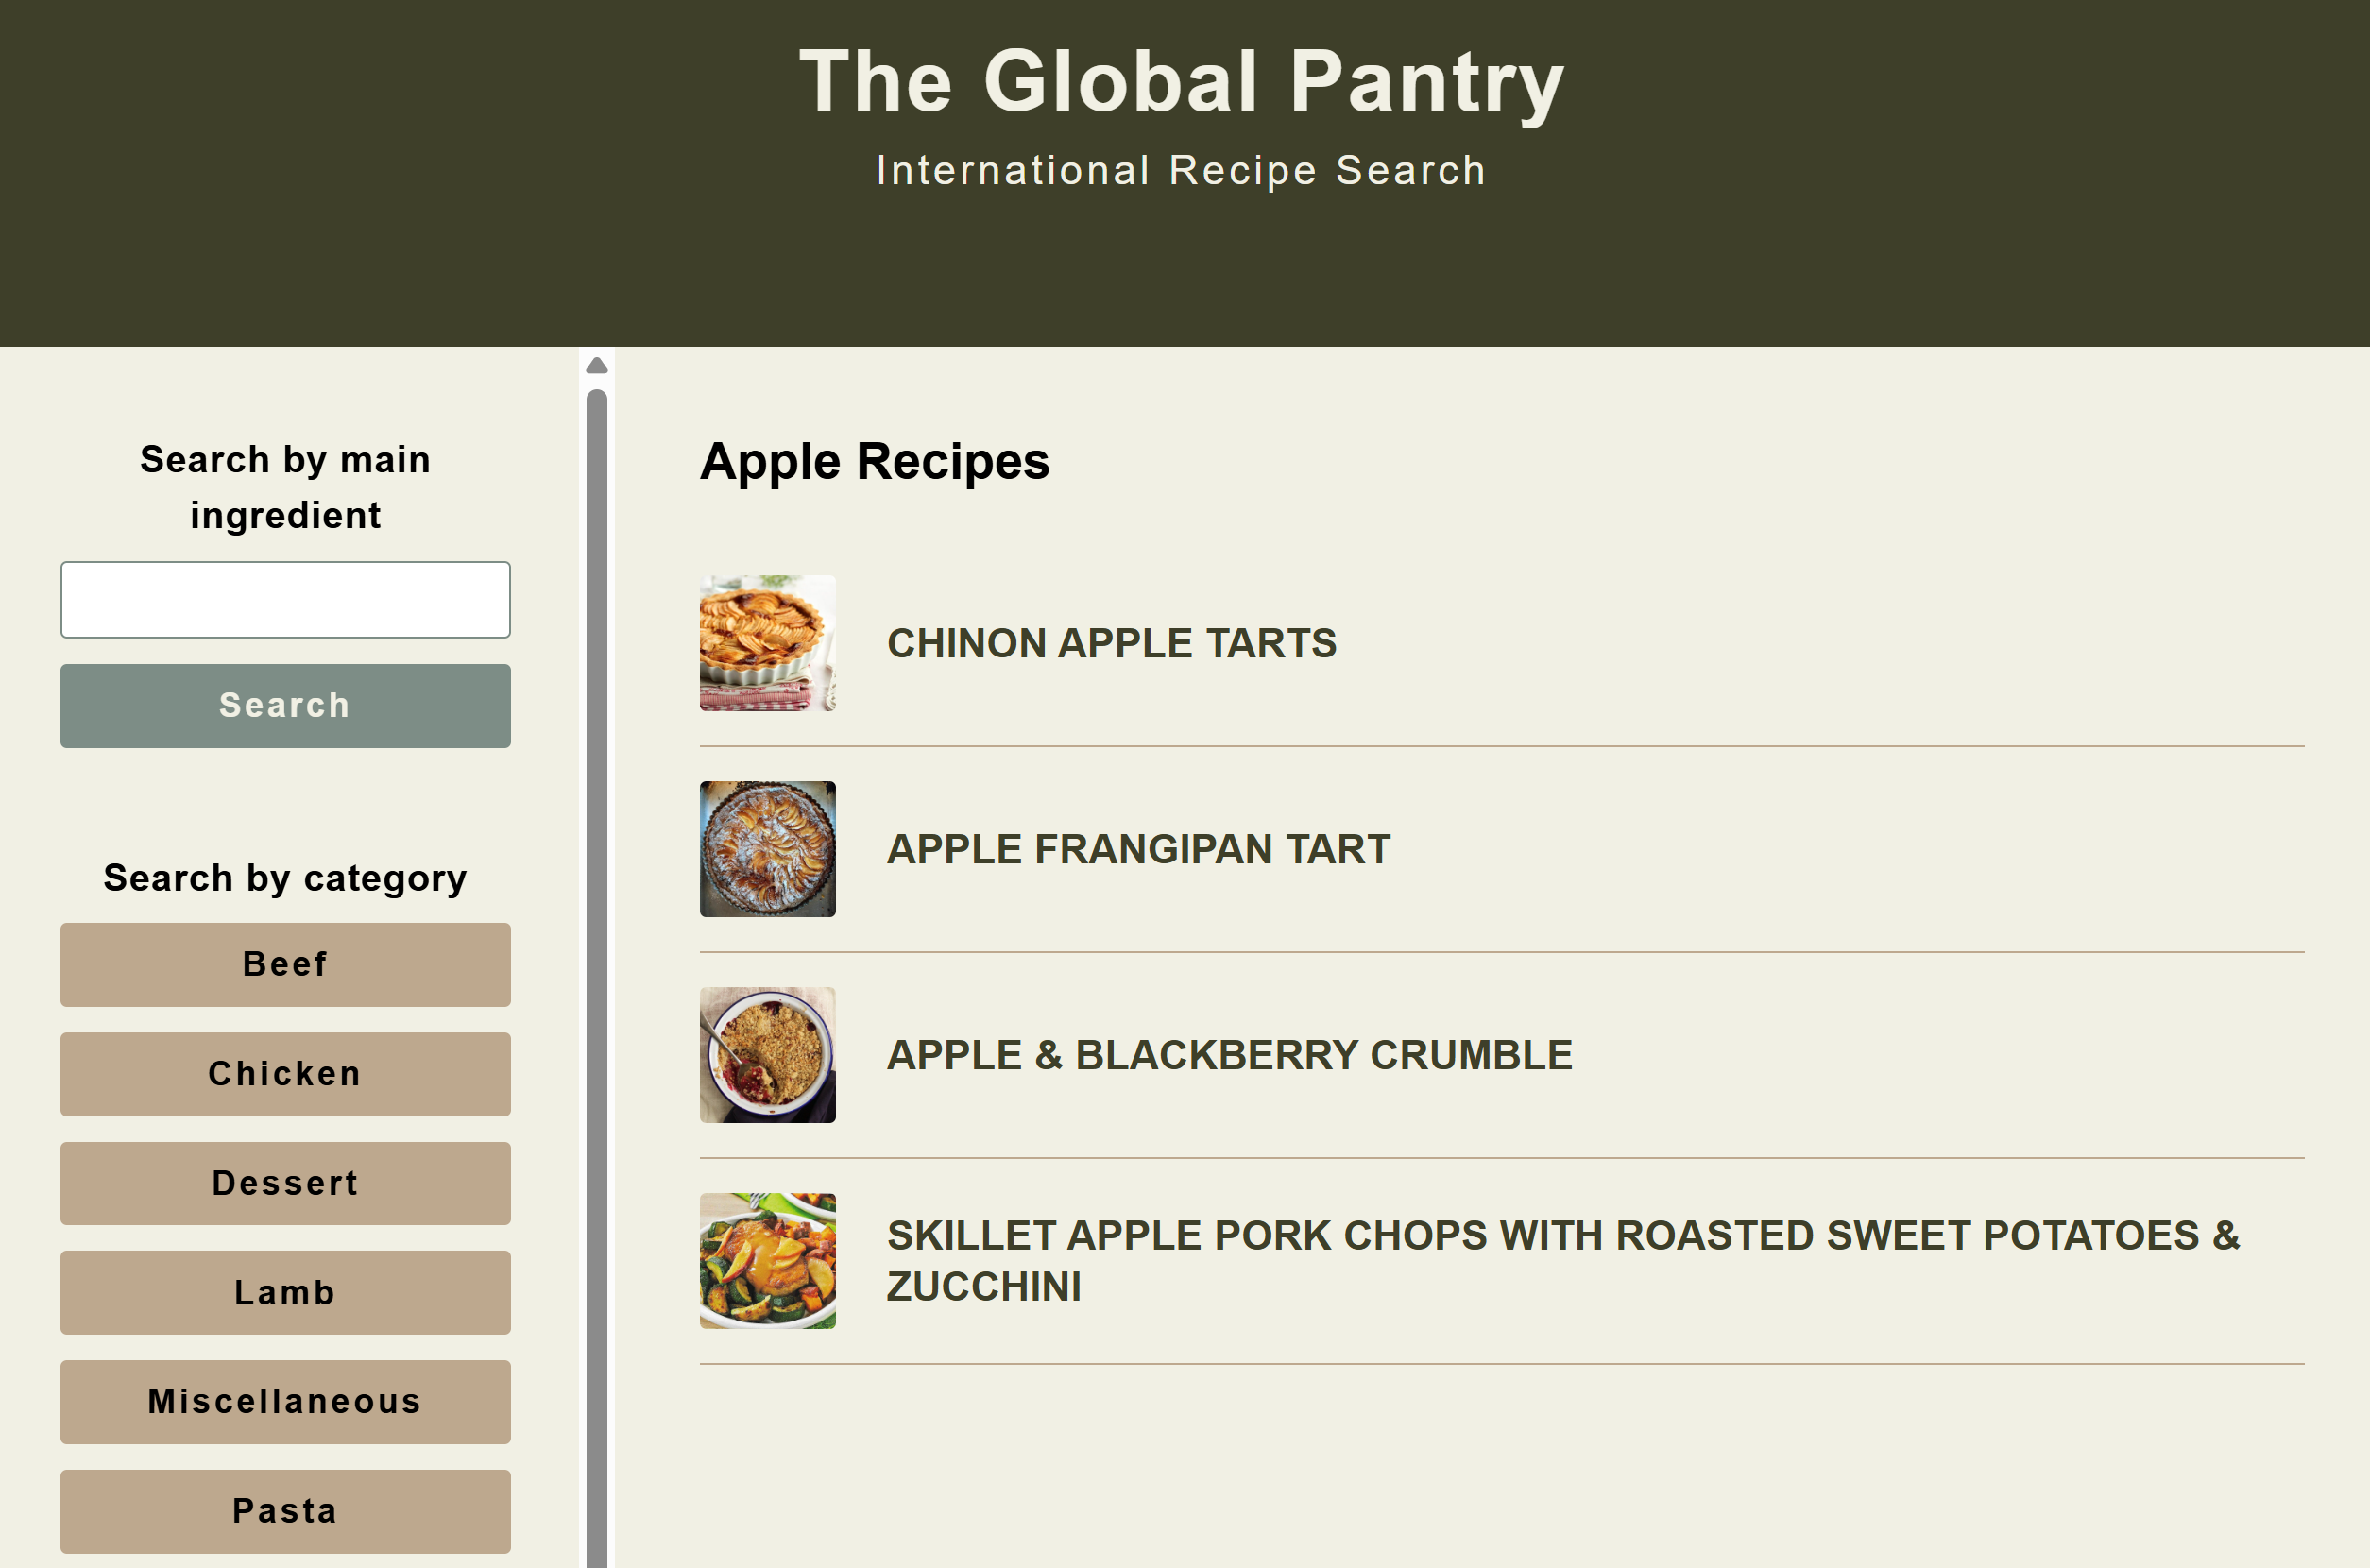 The Global Pantry
International Recipe Search
Search by main
ingredient
Search
Search by category
Beef
Chicken
Dessert
Lamb
Miscellaneous
Pasta
Apple Recipes
CHINON APPLE TARTS
APPLE FRANGIPAN TART
APPLE & BLACKBERRY CRUMBLE
SKILLET APPLE PORK CHOPS WITH ROASTED SWEET POTATOES &
ZUCCHINI